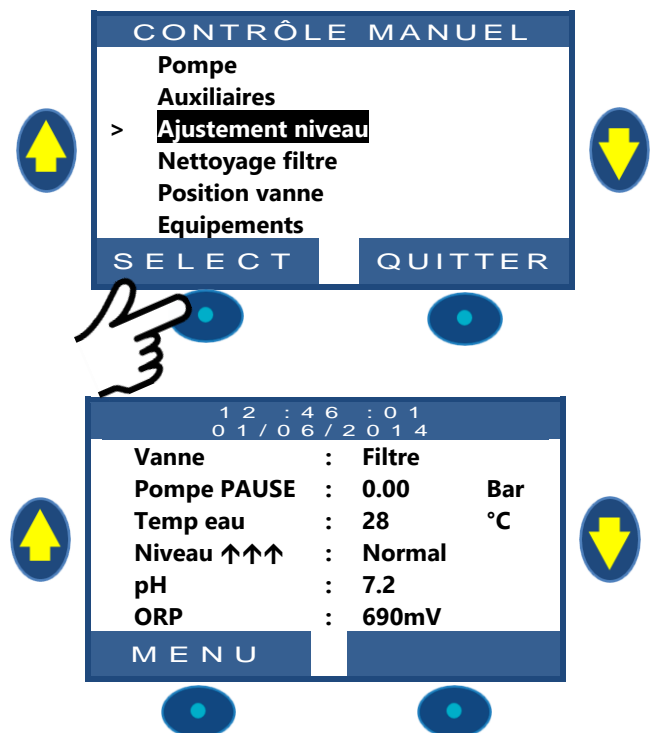 CONTRÔLE MANUEL
Pompe
Auxiliaires
> Ajustement niveau
Nettoyage filtre
Position vanne
Equipements
SELECT QUITTER
12 :46 :01
01/06/2014
Vanne : Filtre
Pompe PAUSE : 0.00 Bar
Temp eau : 28 °C
Niveau ↑↑↑ : Normal
pH : 7.2
ORP : 690mV
MENU